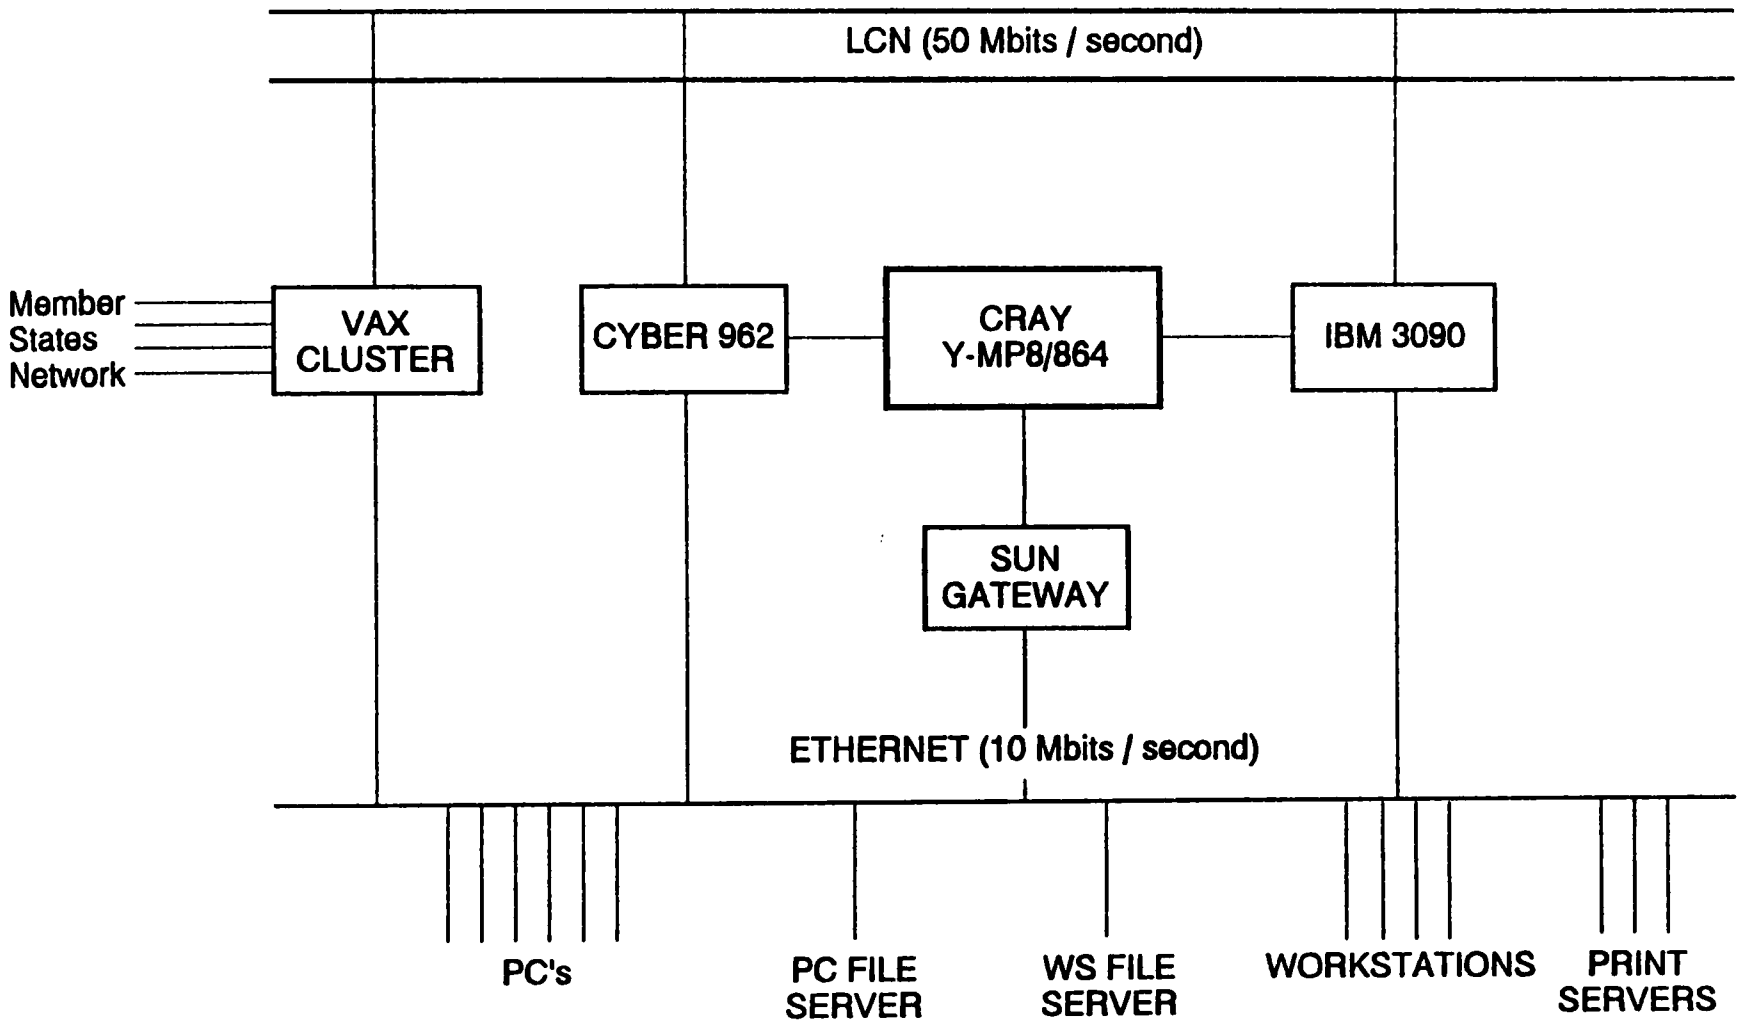 LCN (50 Mbits / second)
Member
States
Network
VAX
CLUSTER
CYBER 962
CRAY
Y-MP8/864
IBM 3090
SUN
GATEWAY
ETHERNET (10 Mbits / second)
PC's
PC FILE
SERVER
WS FILE
SERVER
WORKSTATIONS
PRINT
SERVERS